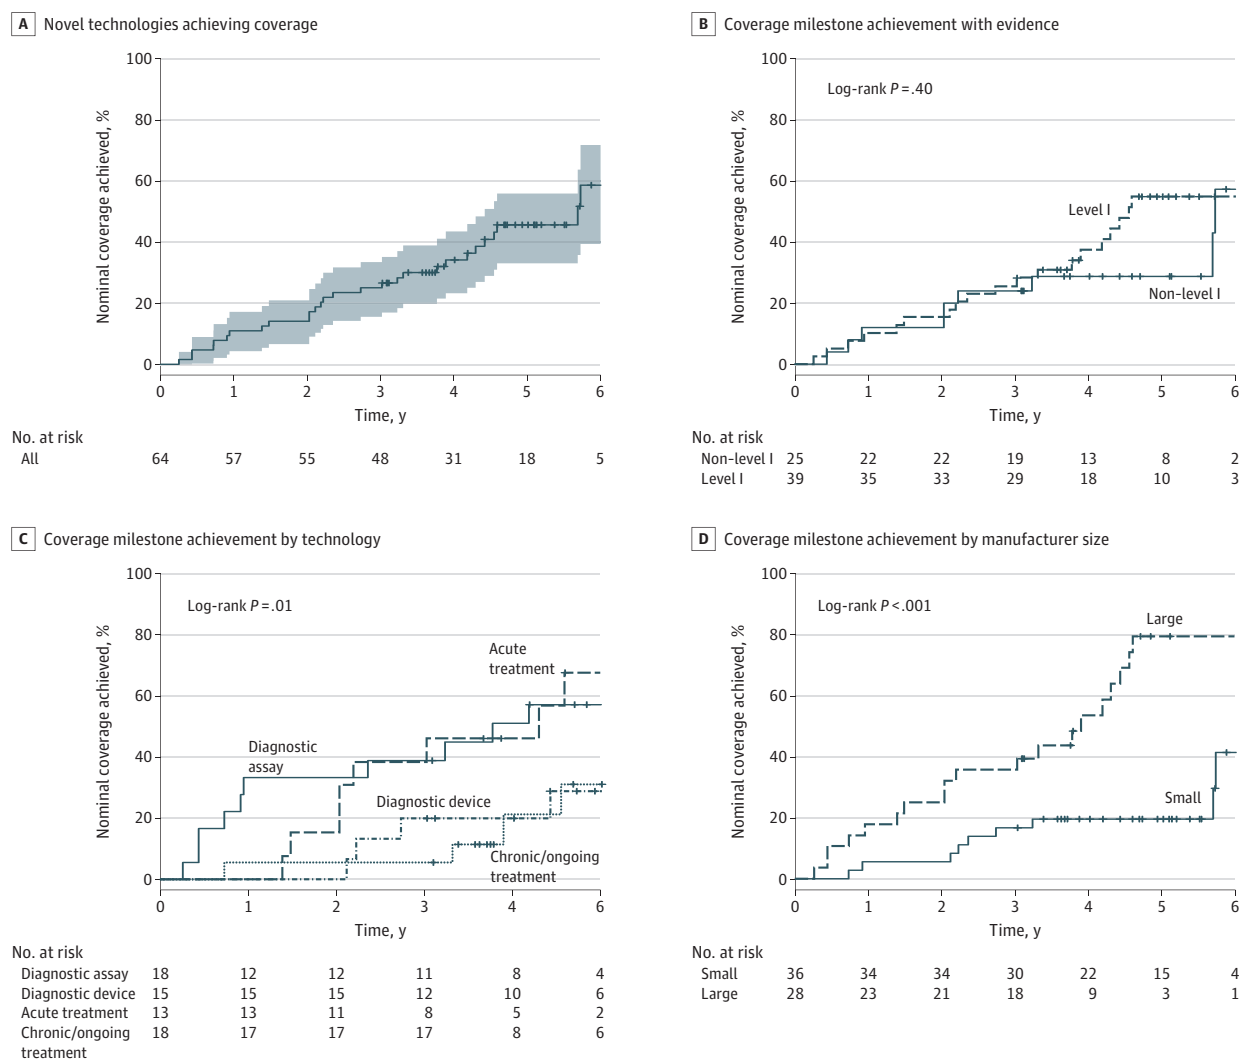 A Novel technologies achieving coverage
100
80
60
40
20
0
Nominal coverage achieved, %
0 1 2 3 4 5 6
Time, y
No. at risk
All 64 57 55 48 31 18 5
B Coverage milestone achievement with evidence
Log-rank P = .40
100
80
60
40
20
0
Nominal coverage achieved, %
Level I
Non-level I
0 1 2 3 4 5 6
Time, y
No. at risk
Non-level I 25 22 22 19 13 8 2
Level I 39 35 33 29 18 10 3
C Coverage milestone achievement by technology
Log-rank P = .01
100
80
60
40
20
0
Nominal coverage achieved, %
Acute
treatment
Diagnostic
assay
Diagnostic device
Chronic/ongoing
treatment
0 1 2 3 4 6
Time, y
No. at risk
Diagnostic assay 18 12 12 11 8 4
Diagnostic device 15 15 15 12 10 6
Acute treatment 13 13 11 8 5 2
Chronic/ongoing 18 17 17 17 8 6
treatment
D Coverage milestone achievement by manufacturer size
Log-rank P < .001
100
80
60
40
20
0
Nominal coverage achieved, %
Large
Small
0 1 2 3 4 5 6
Time, y
No. at risk
Small 36 34 34 30 22 15 4
Large 28 23 21 18 9 3 1